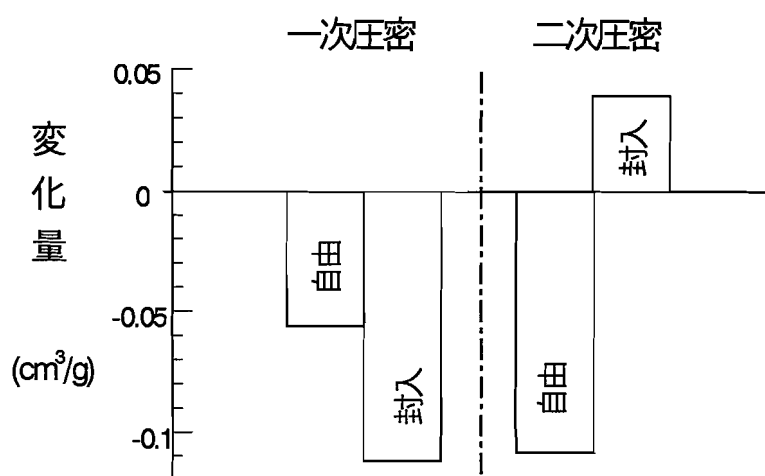 一次圧密
二次圧密
変化量
(cm³/g)
0.05
0
-0.05
-0.1
自由
封入
自由
封入